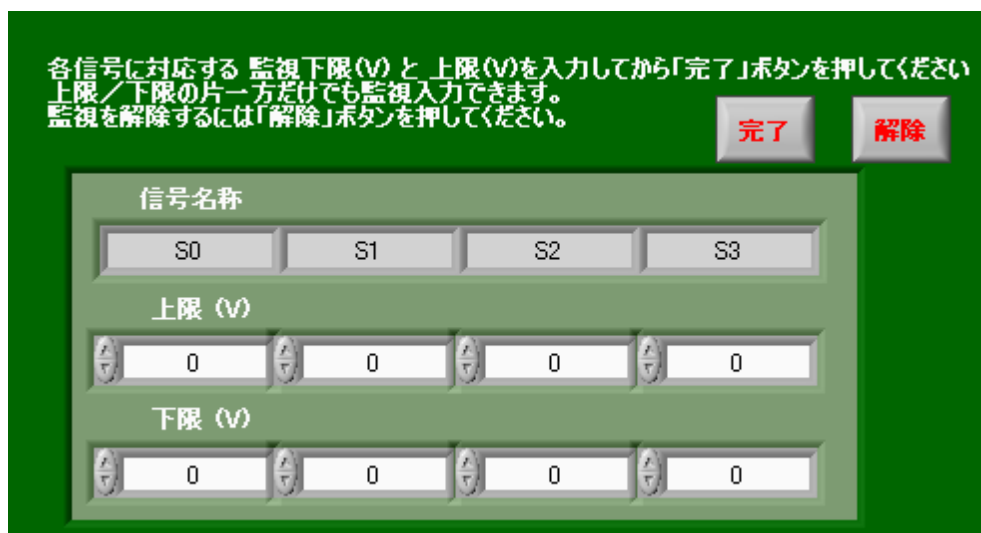 各信号に対応する 監視下限(V) と 上限(V)を入力してから「完了」ボタンを押してください
上限／下限の片一方だけでも監視入力できます。
監視を解除するには「解除」ボタンを押してください。
完了 解除
信号名称
S0 S1 S2 S3
上限 (V)
0 0 0 0
下限 (V)
0 0 0 0